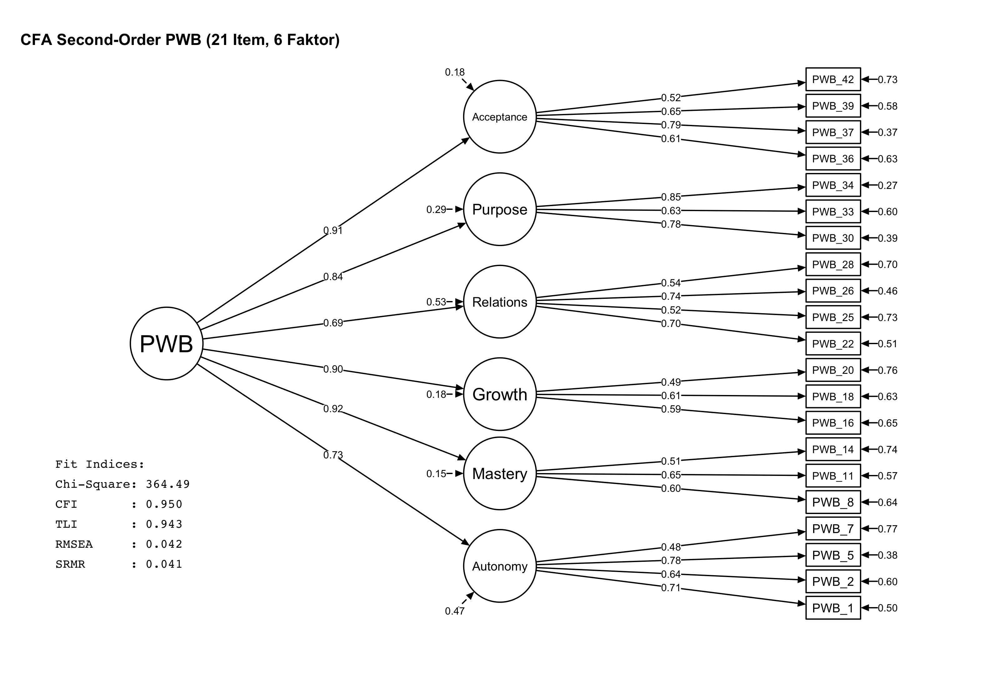 CFA Second-Order PWB (21 Item, 6 Faktor)
0.18
Acceptance
0.52
0.65
0.79
0.61
PWB_42
0.73
PWB_39
0.58
PWB_37
0.37
PWB_36
0.63
0.91
0.29
Purpose
0.85
0.63
0.78
PWB_34
0.27
PWB_33
0.60
PWB_30
0.39
0.84
0.53
Relations
0.54
0.74
0.52
0.70
PWB_28
0.70
PWB_26
0.46
PWB_25
0.73
PWB_22
0.51
0.69
PWB
0.90
0.18
Growth
0.49
0.61
0.59
PWB_20
0.76
PWB_18
0.63
PWB_16
0.65
0.92
0.15
Mastery
0.51
0.65
0.60
PWB_14
0.74
PWB_11
0.57
PWB_8
0.64
0.73
Autonomy
0.47
0.48
0.78
0.64
0.71
PWB_7
0.77
PWB_5
0.38
PWB_2
0.60
PWB_1
0.50
Fit Indices:
Chi-Square: 364.49
CFI : 0.950
TLI : 0.943
RMSEA : 0.042
SRMR : 0.041